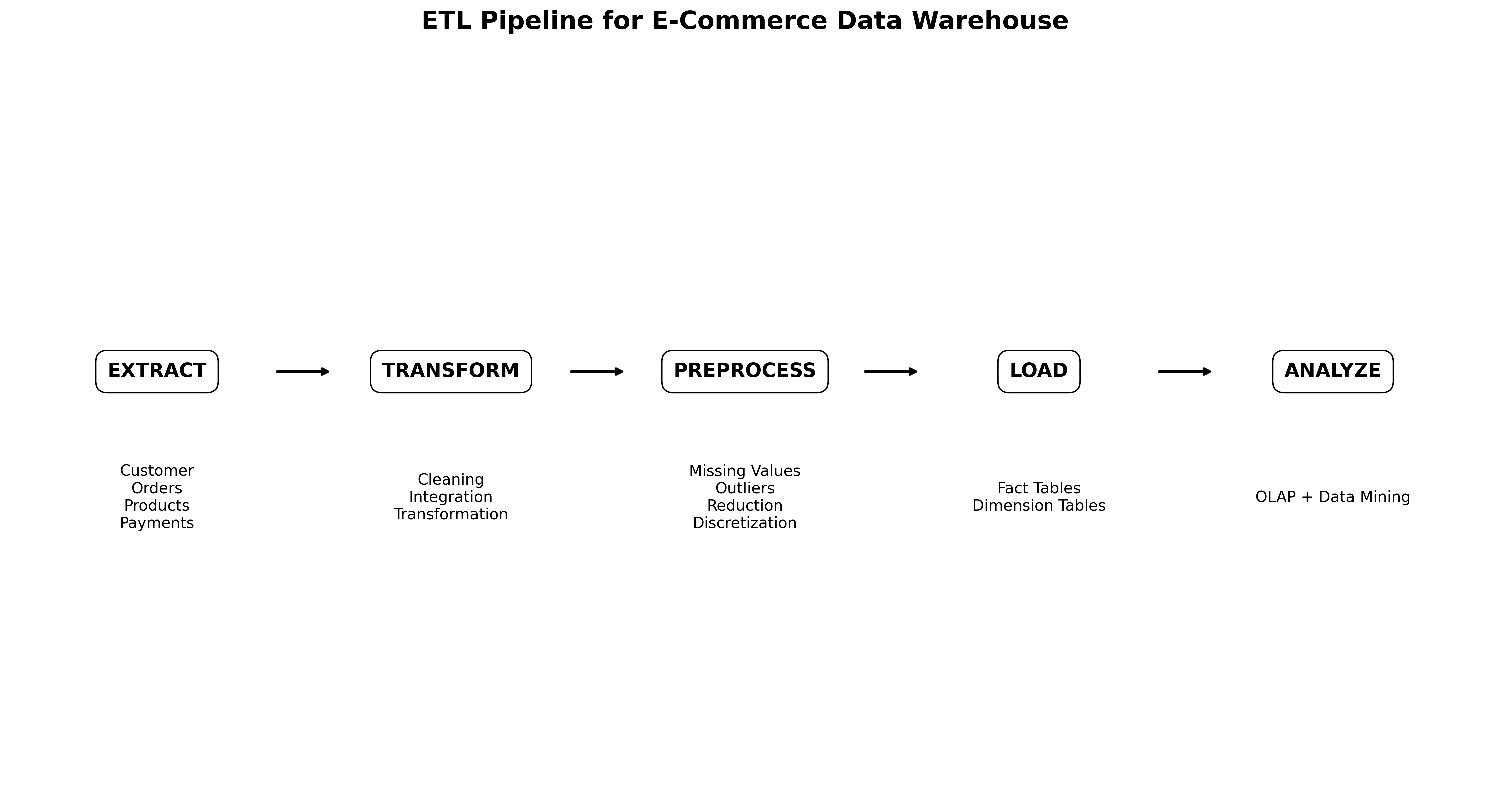 ETL Pipeline for E-Commerce Data Warehouse
EXTRACT
TRANSFORM
PREPROCESS
LOAD
ANALYZE
Customer
Orders
Products
Payments
Cleaning
Integration
Transformation
Missing Values
Outliers
Reduction
Discretization
Fact Tables
Dimension Tables
OLAP + Data Mining